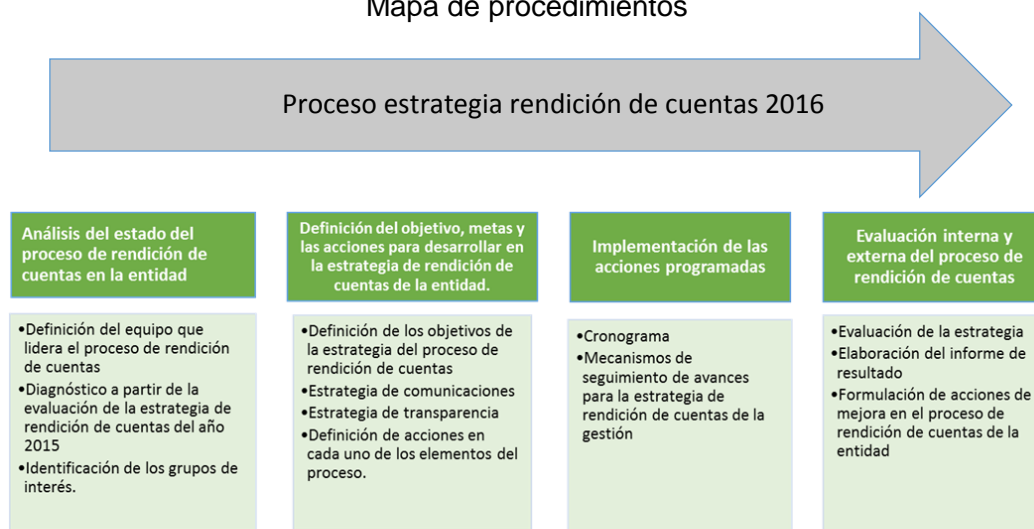 Mapa de procedimientos
Proceso estrategia rendición de cuentas 2016
Análisis del estado del
proceso de rendición de
cuentas en la entidad
•Definición del equipo que
lidera el proceso de rendición
de cuentas
•Diagnóstico a partir de la
evaluación de la estrategia de
rendición de cuentas del año
2015
•Identificación de los grupos de
interés.
Definición del objetivo, metas y
las acciones para desarrollar en
la estrategia de rendición de
cuentas de la entidad.
•Definición de los objetivos de
la estrategia del proceso de
rendición de cuentas
•Estrategia de comunicaciones
•Estrategia de transparencia
•Definición de acciones en
cada uno de los elementos del
proceso.
Implementación de las
acciones programadas
•Cronograma
•Mecanismos de
seguimiento de avances
para la estrategia de
rendición de cuentas de la
gestión
Evaluación interna y
externa del proceso de
rendición de cuentas
•Evaluación de la estrategia
•Elaboración del informe de
resultado
•Formulación de acciones de
mejora en el proceso de
rendición de cuentas de la
entidad